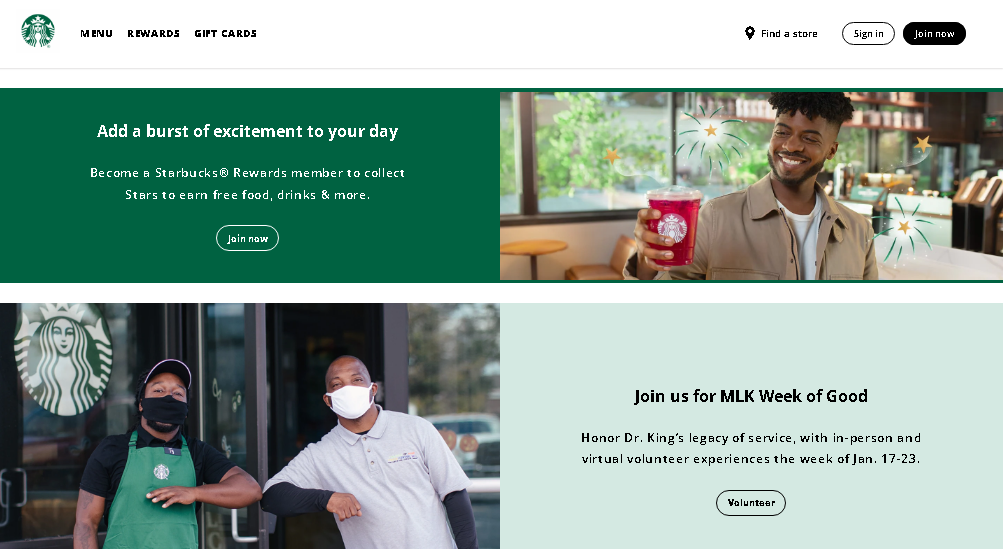 MENU
REWARDS
GIFT CARDS
Find a store
Sign in
Join now
Add a burst of excitement to your day
Become a Starbucks® Rewards member to collect
Stars to earn free food, drinks & more.
Join now
Join us for MLK Week of Good
Honor Dr. King's legacy of service, with in-person and
virtual volunteer experiences the week of Jan. 17-23.
Volunteer